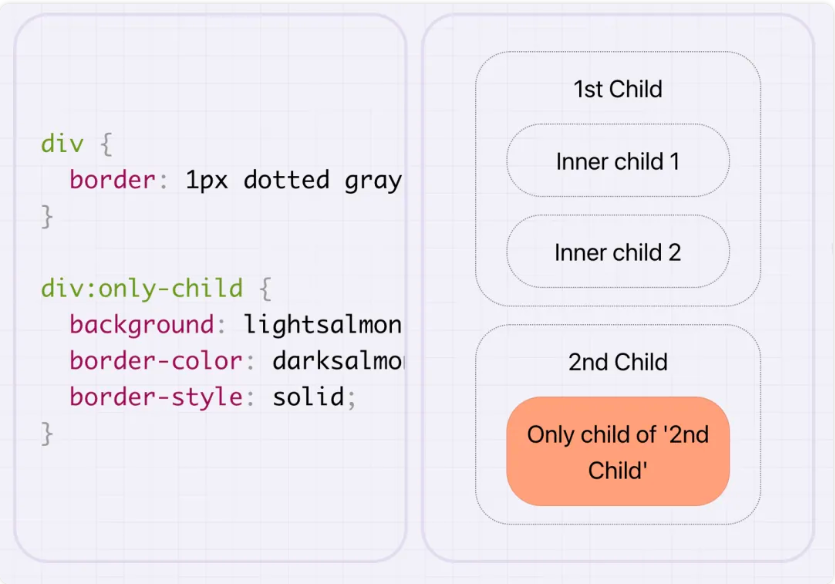 div {
  border: 1px dotted gray
}
div:only-child {
  background: lightsalmon
  border-color: darksalmo
  border-style: solid;
}
1st Child
Inner child 1
Inner child 2
2nd Child
Only child of '2nd
Child'